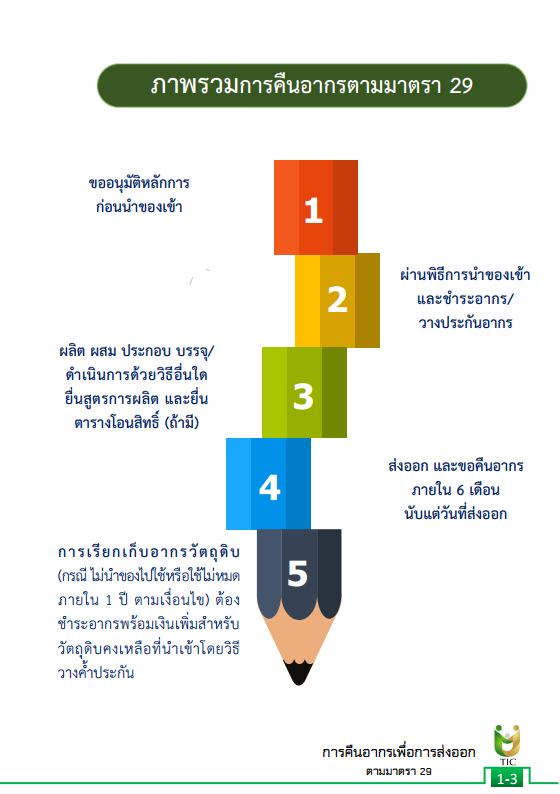 ภาพรวมการคืนอากรตามมาตรา 29
ขออนุมัติหลักการ
ก่อนนำของเข้า
1
2
ผ่านพิธีการนำของเข้า
และชำระอากร/
วางประกันอากร
ผลิต ผสม ประกอบ บรรจุ/
ดำเนินการด้วยวิธีอื่นใด
ยื่นสูตรการผลิต และยื่น
ตารางโอนสิทธิ์ (ถ้ามี)
3
4
ส่งออก และขอคืนอากร
ภายใน 6 เดือน
นับแต่วันที่ส่งออก
การเรียกเก็บอากรวัตถุดิบ
(กรณี ไม่นำของไปใช้หรือใช้ไม่หมด
ภายใน 1 ปี ตามเงื่อนไข) ต้อง
ชำระอากรพร้อมเงินเพิ่มสำหรับ
วัตถุดิบคงเหลือที่นำเข้าโดยวิธี
วางค้ำประกัน
5
การคืนอากรเพื่อการส่งออก
ตามมาตรา 29
TIC
1-3